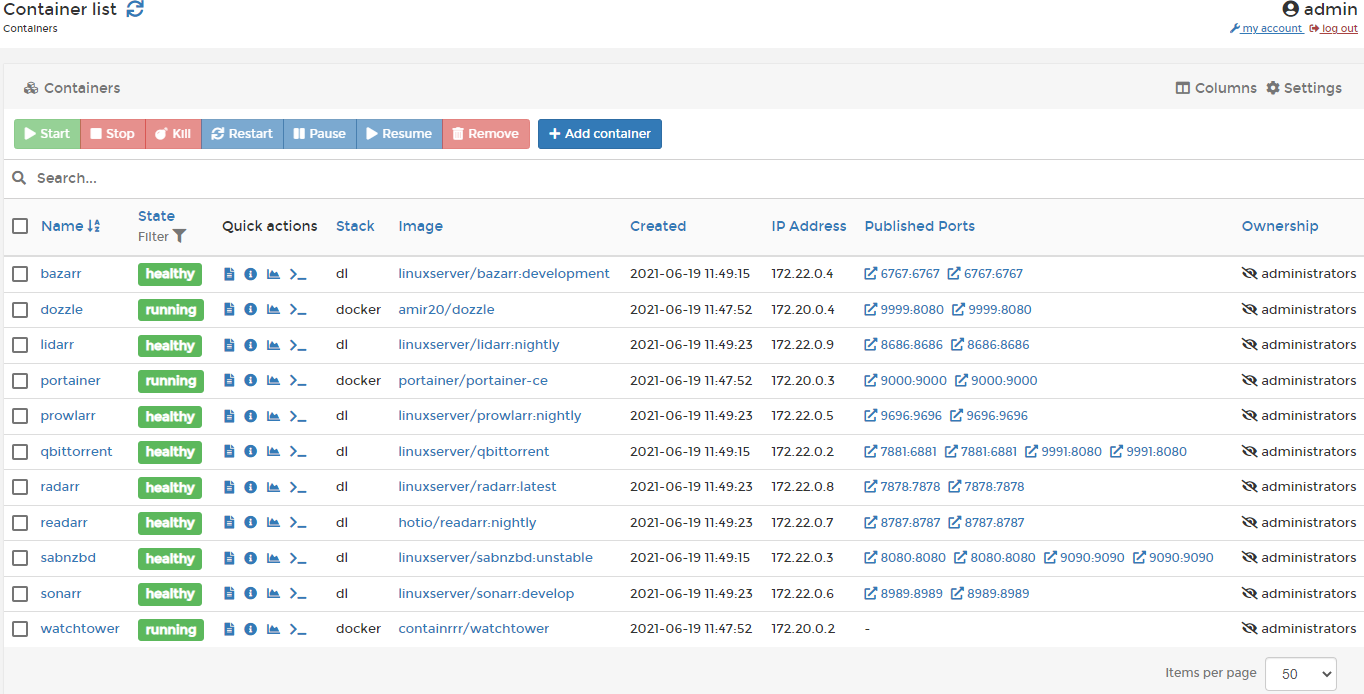 Container list admin
Containers my account log out
Containers Columns Settings
Start Stop Kill Restart Pause Resume Remove Add container
Search...
Name State Filter Quick actions Stack Image Created IP Address Published Ports Ownership
bazarr healthy dl linuxserver/bazarr:development 2021-06-19 11:49:15 172.22.0.4 6767:6767 6767:6767 administrators
dozzle running docker amir20/dozzle 2021-06-19 11:47:52 172.20.0.4 9999:8080 9999:8080 administrators
lidarr healthy dl linuxserver/lidarr:nightly 2021-06-19 11:49:23 172.22.0.9 8686:8686 8686:8686 administrators
portainer running docker portainer/portainer-ce 2021-06-19 11:47:52 172.20.0.3 9000:9000 9000:9000 administrators
prowlarr healthy dl linuxserver/prowlarr:nightly 2021-06-19 11:49:23 172.22.0.5 9696:9696 9696:9696 administrators
qbittorrent healthy dl linuxserver/qbittorrent 2021-06-19 11:49:15 172.22.0.2 7881:6881 7881:6881 9991:8080 9991:8080 administrators
radarr healthy dl linuxserver/radarr:latest 2021-06-19 11:49:23 172.22.0.8 7878:7878 7878:7878 administrators
readarr healthy dl hotio/readarr:nightly 2021-06-19 11:49:23 172.22.0.7 8787:8787 8787:8787 administrators
sabnzbd healthy dl linuxserver/sabnzbd:unstable 2021-06-19 11:49:15 172.22.0.3 8080:8080 8080:8080 9090:9090 9090:9090 administrators
sonarr healthy dl linuxserver/sonarr:develop 2021-06-19 11:49:23 172.22.0.6 8989:8989 8989:8989 administrators
watchtower running docker containrrr/watchtower 2021-06-19 11:47:52 172.20.0.2 - administrators
Items per page 50